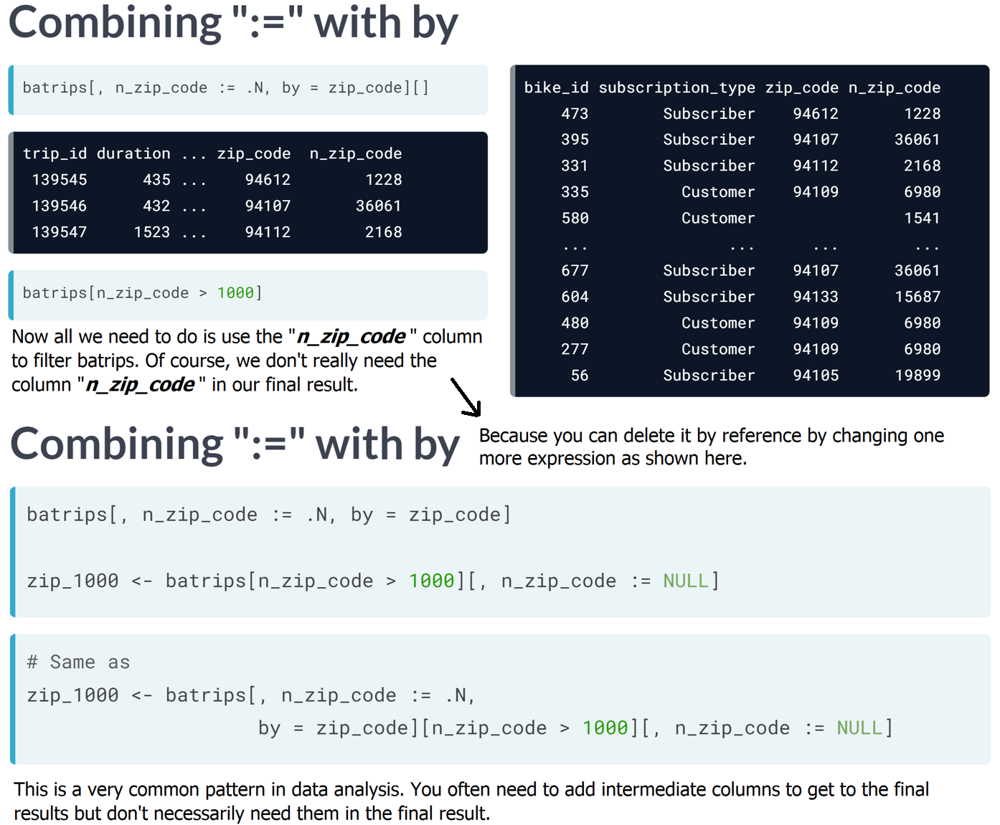 Combining ":=" with by
batrips[, n_zip_code := .N, by = zip_code][]
trip_id duration ... zip_code n_zip_code
139545 435 ... 94612 1228
139546 432 ... 94107 36061
139547 1523 ... 94112 2168
batrips[n_zip_code > 1000]
Now all we need to do is use the "n_zip_code" column
to filter batrips. Of course, we don't really need the
column "n_zip_code" in our final result.
bike_id subscription_type zip_code n_zip_code
473 Subscriber 94612 1228
395 Subscriber 94107 36061
331 Subscriber 94112 2168
335 Customer 94109 6980
580 Customer 1541
... ... ... ...
677 Subscriber 94107 36061
604 Subscriber 94133 15687
480 Customer 94109 6980
277 Customer 94109 6980
56 Subscriber 94105 19899
Combining ":=" with by
Because you can delete it by reference by changing one
more expression as shown here.
batrips[, n_zip_code := .N, by = zip_code]
zip_1000 <- batrips[n_zip_code > 1000][, n_zip_code := NULL]
# Same as
zip_1000 <- batrips[, n_zip_code := .N,
by = zip_code][n_zip_code > 1000][, n_zip_code := NULL]
This is a very common pattern in data analysis. You often need to add intermediate columns to get to the final
results but don't necessarily need them in the final result.